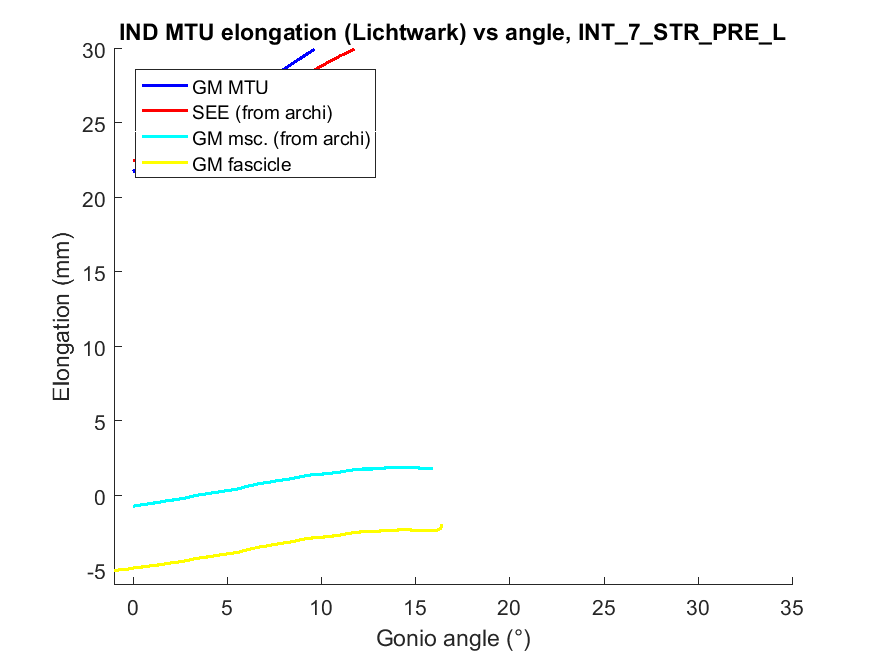 IND MTU elongation (Lichtwark) vs angle, INT_7_STR_PRE_L
30
25
20
15
10
5
0
-5
Elongation (mm)
GM MTU
SEE (from archi)
GM msc. (from archi)
GM fascicle
0 5 10 15 20 25 30 35
Gonio angle (°)